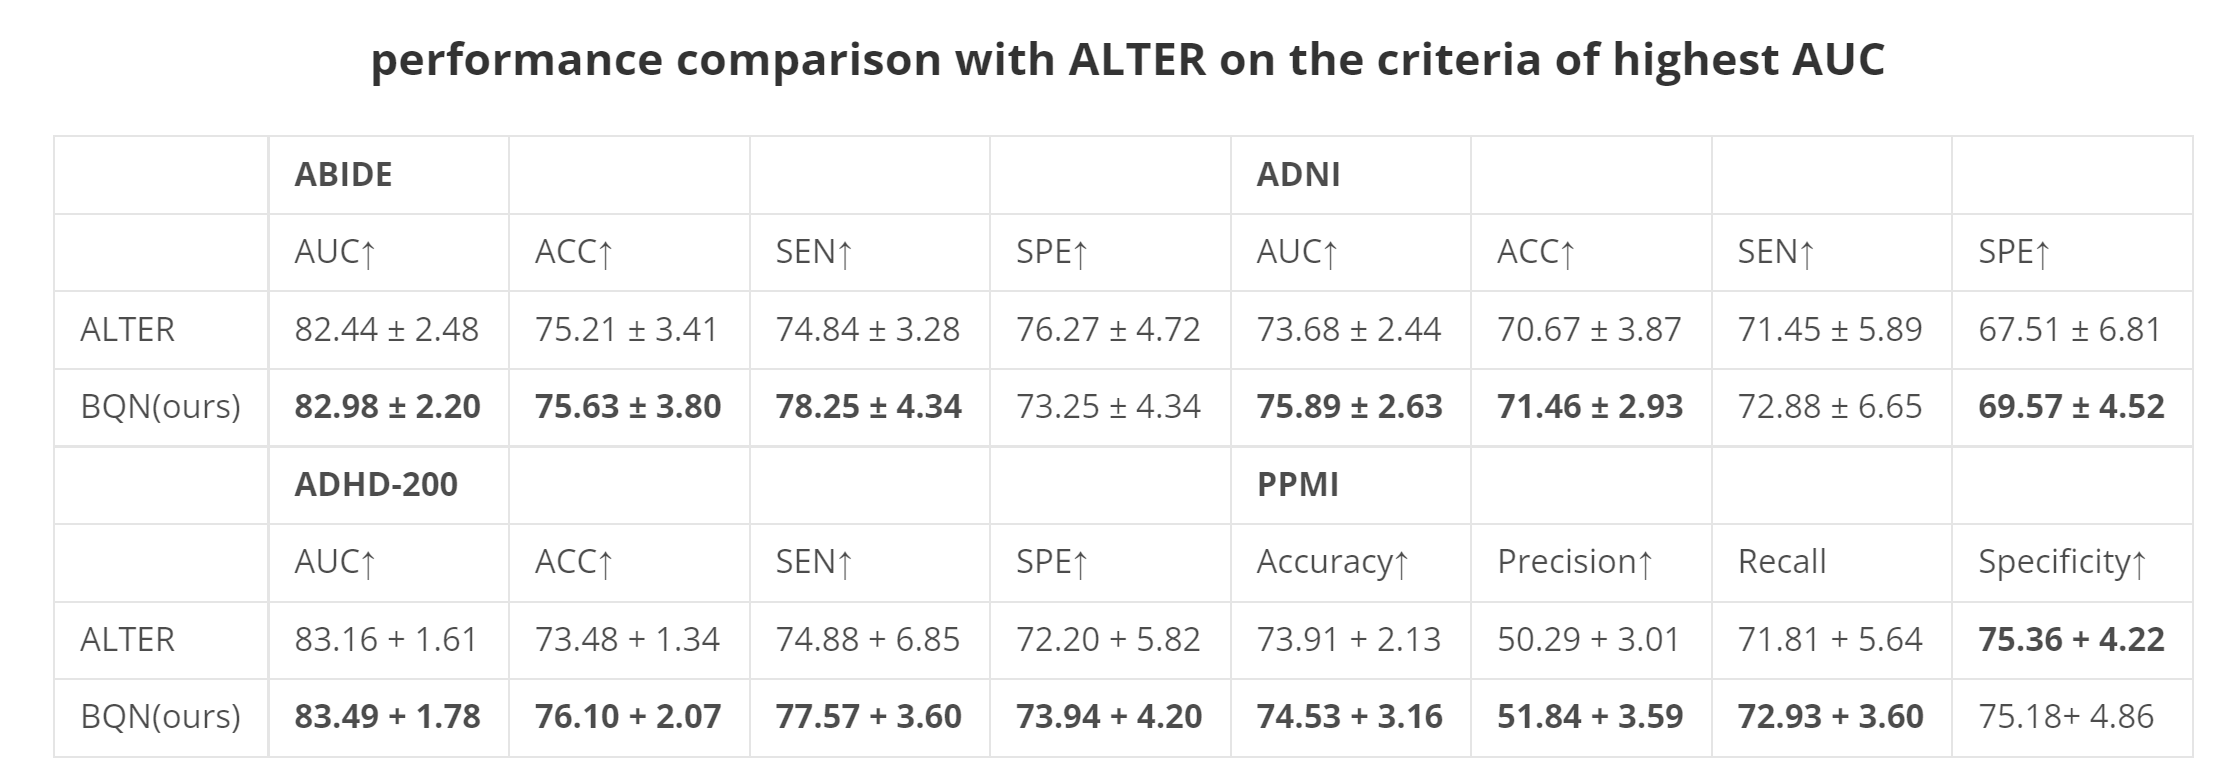 performance comparison with ALTER on the criteria of highest AUC
ABIDE ADNI
AUC↑ ACC↑ SEN↑ SPE↑ AUC↑ ACC↑ SEN↑ SPE↑
ALTER 82.44 ± 2.48 75.21 ± 3.41 74.84 ± 3.28 76.27 ± 4.72 73.68 ± 2.44 70.67 ± 3.87 71.45 ± 5.89 67.51 ± 6.81
BQN(ours) 82.98 ± 2.20 75.63 ± 3.80 78.25 ± 4.34 73.25 ± 4.34 75.89 ± 2.63 71.46 ± 2.93 72.88 ± 6.65 69.57 ± 4.52
ADHD-200 PPMI
AUC↑ ACC↑ SEN↑ SPE↑ Accuracy↑ Precision↑ Recall Specificity↑
ALTER 83.16 + 1.61 73.48 + 1.34 74.88 + 6.85 72.20 + 5.82 73.91 + 2.13 50.29 + 3.01 71.81 + 5.64 75.36 + 4.22
BQN(ours) 83.49 + 1.78 76.10 + 2.07 77.57 + 3.60 73.94 + 4.20 74.53 + 3.16 51.84 + 3.59 72.93 + 3.60 75.18+ 4.86